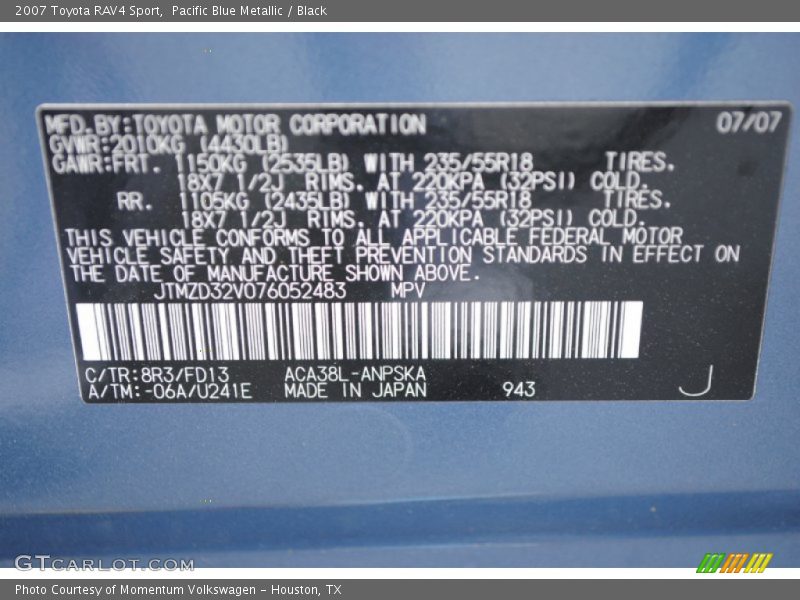 2007 Toyota RAV4 Sport,  Pacific Blue Metallic / Black
MFD.BY:TOYOTA MOTOR CORPORATION 07/07
GVWR:2010KG (4430LB)
GAWR:FRT. 1150KG (2535LB) WITH 235/55R18 TIRES.
18X7 1/2J RIMS. AT 220KPA (32PSI) COLD.
RR. 1105KG (2435LB) WITH 235/55R18 TIRES.
18X7 1/2J RIMS. AT 220KPA (32PSI) COLD.
THIS VEHICLE CONFORMS TO ALL APPLICABLE FEDERAL MOTOR
VEHICLE SAFETY AND THEFT PREVENTION STANDARDS IN EFFECT ON
THE DATE OF MANUFACTURE SHOWN ABOVE.
JTMZD32V076052483 MPV
C/TR:8R3/FD13 ACA38L-ANPSKA
A/TM:-06A/U241E MADE IN JAPAN 943 J
GTCARLOT.COM
Photo Courtesy of Momentum Volkswagen - Houston, TX